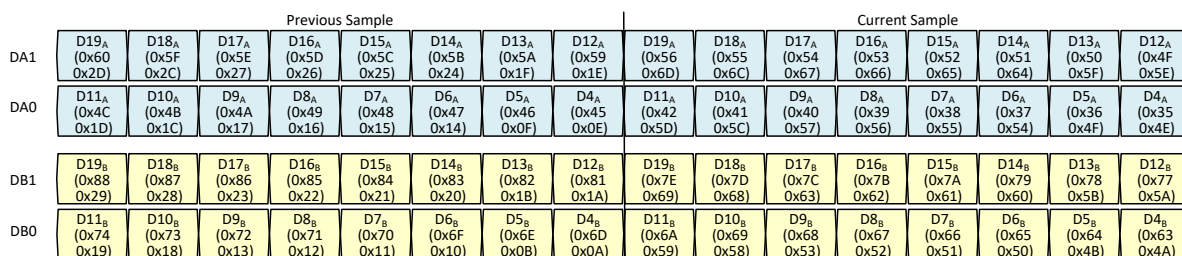 Previous Sample Current Sample
DA1
D19A D18A D17A D16A D15A D14A D13A D12A D19A D18A D17A D16A D15A D14A D13A D12A
(0x60 (0x5F (0x5E (0x5D (0x5C (0x5B (0x5A (0x59 (0x56 (0x55 (0x54 (0x53 (0x52 (0x51 (0x50 (0x4F
0x2D) 0x2C) 0x27) 0x26) 0x25) 0x24) 0x1F) 0x1E) 0x6D) 0x6C) 0x67) 0x66) 0x65) 0x64) 0x5F) 0x5E)
DA0
D11A D10A D9A D8A D7A D6A D5A D4A D11A D10A D9A D8A D7A D6A D5A D4A
(0x4C (0x4B (0x4A (0x49 (0x48 (0x47 (0x46 (0x45 (0x42 (0x41 (0x40 (0x39 (0x38 (0x37 (0x36 (0x35
0x1D) 0x1C) 0x17) 0x16) 0x15) 0x14) 0x0F) 0x0E) 0x5D) 0x5C) 0x57) 0x56) 0x55) 0x54) 0x4F) 0x4E)
DB1
D19B D18B D17B D16B D15B D14B D13B D12B D19B D18B D17B D16B D15B D14B D13B D12B
(0x88 (0x87 (0x86 (0x85 (0x84 (0x83 (0x82 (0x81 (0x7E (0x7D (0x7C (0x7B (0x7A (0x79 (0x78 (0x77
0x29) 0x28) 0x23) 0x22) 0x21) 0x20) 0x1B) 0x1A) 0x69) 0x68) 0x63) 0x62) 0x61) 0x60) 0x5B) 0x5A)
DB0
D11B D10B D9B D8B D7B D6B D5B D4B D11B D10B D9B D8B D7B D6B D5B D4B
(0x74 (0x73 (0x72 (0x71 (0x70 (0x6F (0x6E (0x6D (0x6A (0x69 (0x68 (0x67 (0x66 (0x65 (0x64 (0x63
0x19) 0x18) 0x13) 0x12) 0x11) 0x10) 0x0B) 0x0A) 0x59) 0x58) 0x53) 0x52) 0x51) 0x50) 0x4B) 0x4A)